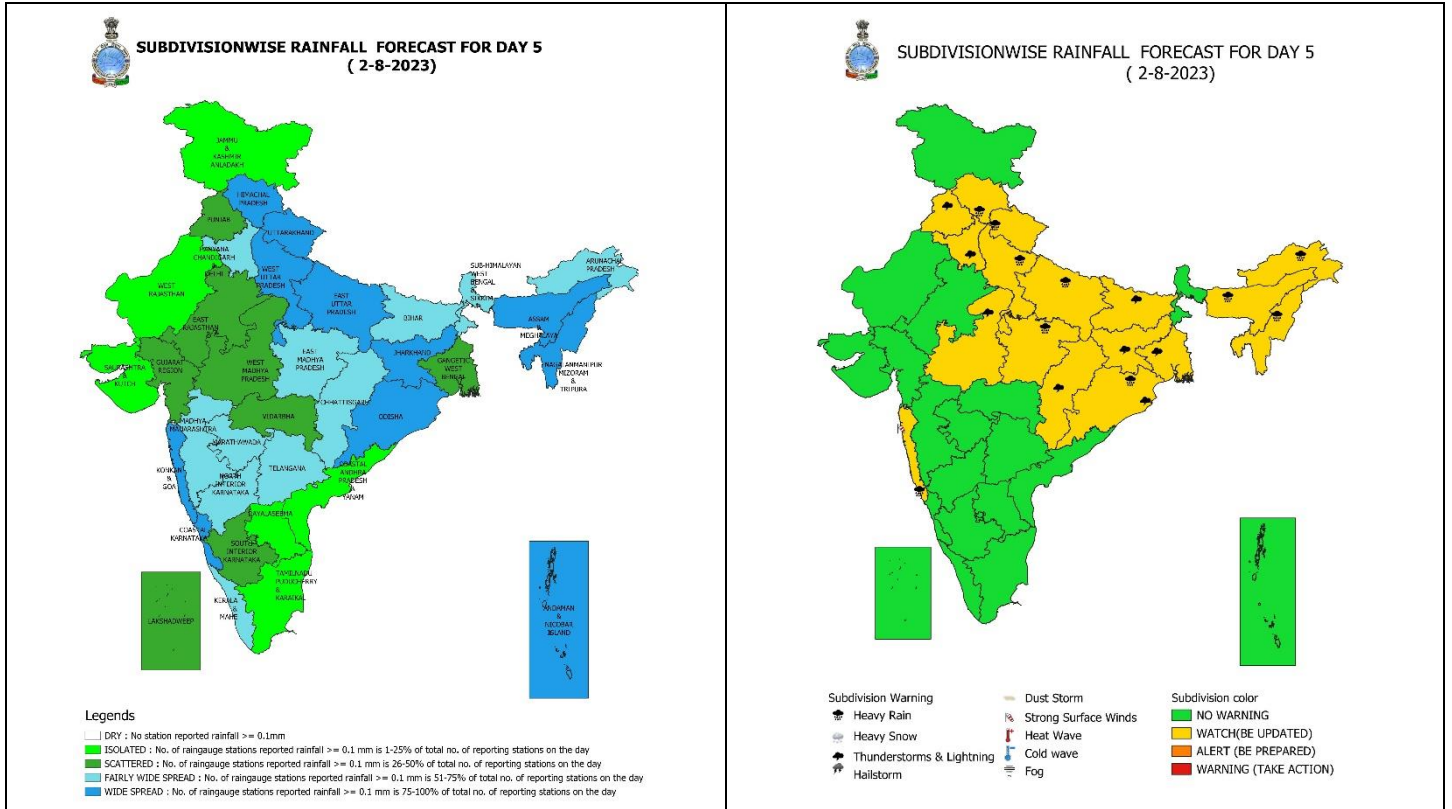 SUBDIVISIONWISE RAINFALL FORECAST FOR DAY 5
( 2-8-2023)
JAMMU
&
KASHMIR
ANLADAKH
HIMACHAL
PRADESH
PUNJAB
UTTARAKHAND
HARYANA
CHANDIGARH
&
DELHI
WEST
UTTAR
PRADESH
WEST
RAJASTHAN
EAST
UTTAR
PRADESH
EAST
RAJASTHAN
SUB-HIMALAYAN
WEST
BENGAL
&
SIKKIM
ARUNACHAL
PRADESH
BIHAR
ASSAM
&
MEGHALAYA
NAGALANMANIPUR
MIZORAM
&
TRIPURA
SAURASHTRA
&
KUTCH
GUJARAT
REGION
WEST
MADHYA
PRADESH
EAST
MADHYA
PRADESH
JHARKHAND
GANGETIC
WEST
BENGAL
CHHATTISGARH
VIDARBHA
ODISHA
MADHYA
MAHARASHTRA
MARATHAWADA
KONKAN
&
GOA
TELANGANA
NORTH
INTERIOR
KARNATAKA
COASTAL
ANDHRA
PRADESH
&
YANAM
RAYALASEEMA
COASTAL
KARNATAKA
SOUTH
INTERIOR
KARNATAKA
TAMILNADU
PUDUCHERRY
&
KARAIKAL
KERALA
&
MAHE
LAKSHADWEEP
ANDAMAN
&
NICOBAR
ISLAND
Legends
DRY : No station reported rainfall >= 0.1mm
ISOLATED : No. of raingauge stations reported rainfall >= 0.1 mm is 1-25% of total no. of reporting stations on the day
SCATTERED : No. of raingauge stations reported rainfall >= 0.1 mm is 26-50% of total no. of reporting stations on the day
FAIRLY WIDE SPREAD : No. of raingauge stations reported rainfall >= 0.1 mm is 51-75% of total no. of reporting stations on the day
WIDE SPREAD : No. of raingauge stations reported rainfall >= 0.1 mm is 75-100% of total no. of reporting stations on the day
SUBDIVISIONWISE RAINFALL FORECAST FOR DAY 5
( 2-8-2023)
Subdivision Warning
Heavy Rain
Heavy Snow
Thunderstorms & Lightning
Hailstorm
Dust Storm
Strong Surface Winds
Heat Wave
Cold wave
Fog
Subdivision color
NO WARNING
WATCH(BE UPDATED)
ALERT (BE PREPARED)
WARNING (TAKE ACTION)